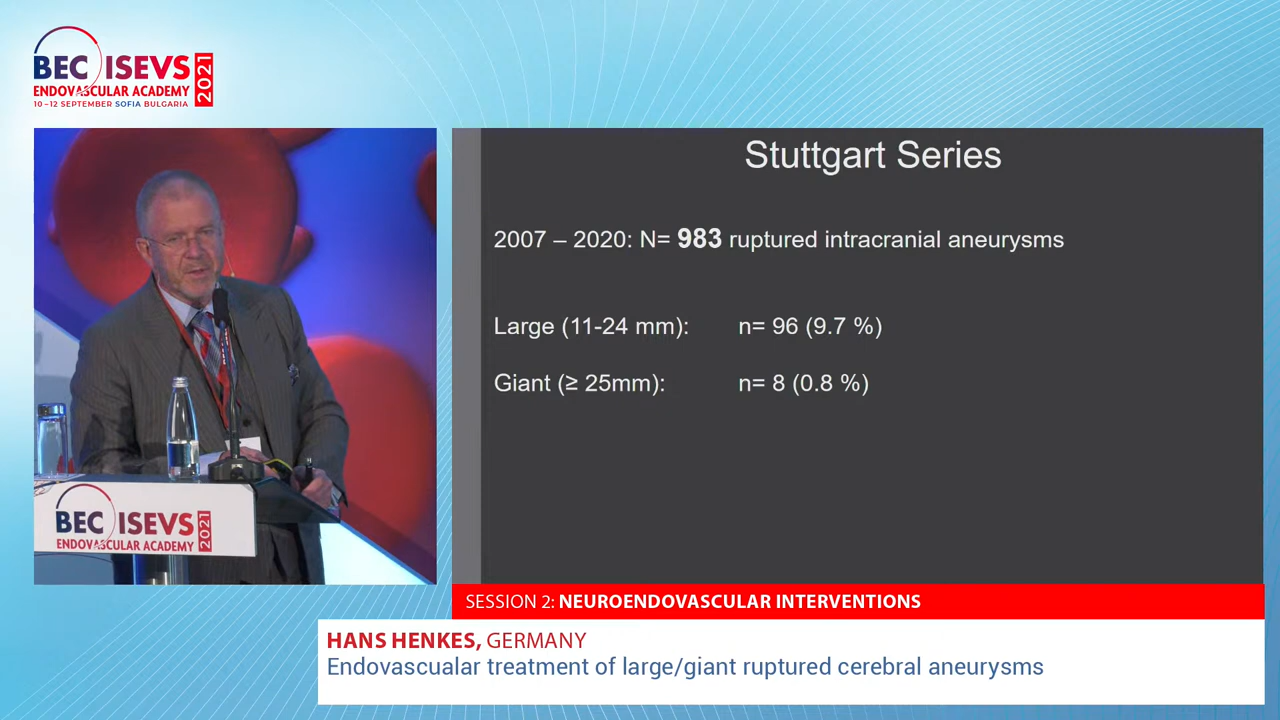 BEC ISEVS
ENDOVASCULAR ACADEMY
2021
10–12 SEPTEMBER SOFIA BULGARIA
Stuttgart Series
2007 – 2020: N= 983 ruptured intracranial aneurysms
Large (11-24 mm): n= 96 (9.7 %)
Giant (≥ 25mm): n= 8 (0.8 %)
BEC ISEVS
ENDOVASCULAR ACADEMY
2021
SESSION 2: NEUROENDOVASCULAR INTERVENTIONS
HANS HENKES, GERMANY
Endovascualar treatment of large/giant ruptured cerebral aneurysms